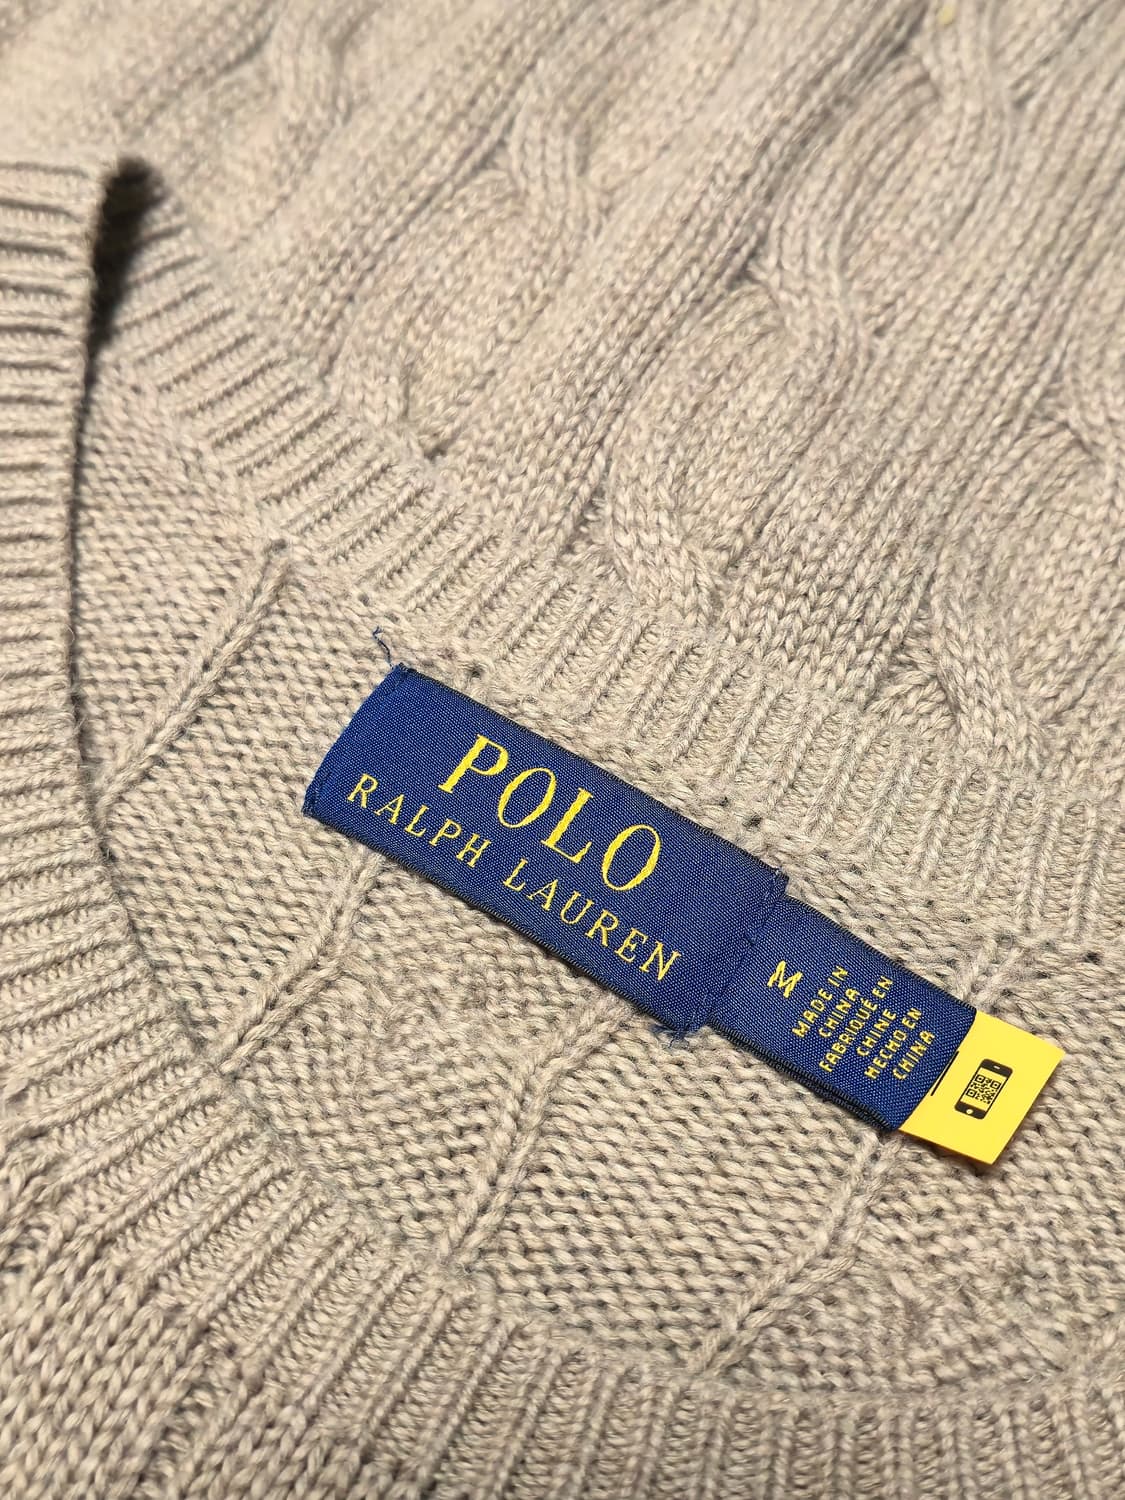 POLO
RALPH LAUREN
M
MADE IN
CHINA
FABRIQUÉ EN
CHINE
HECHO EN
CHINA